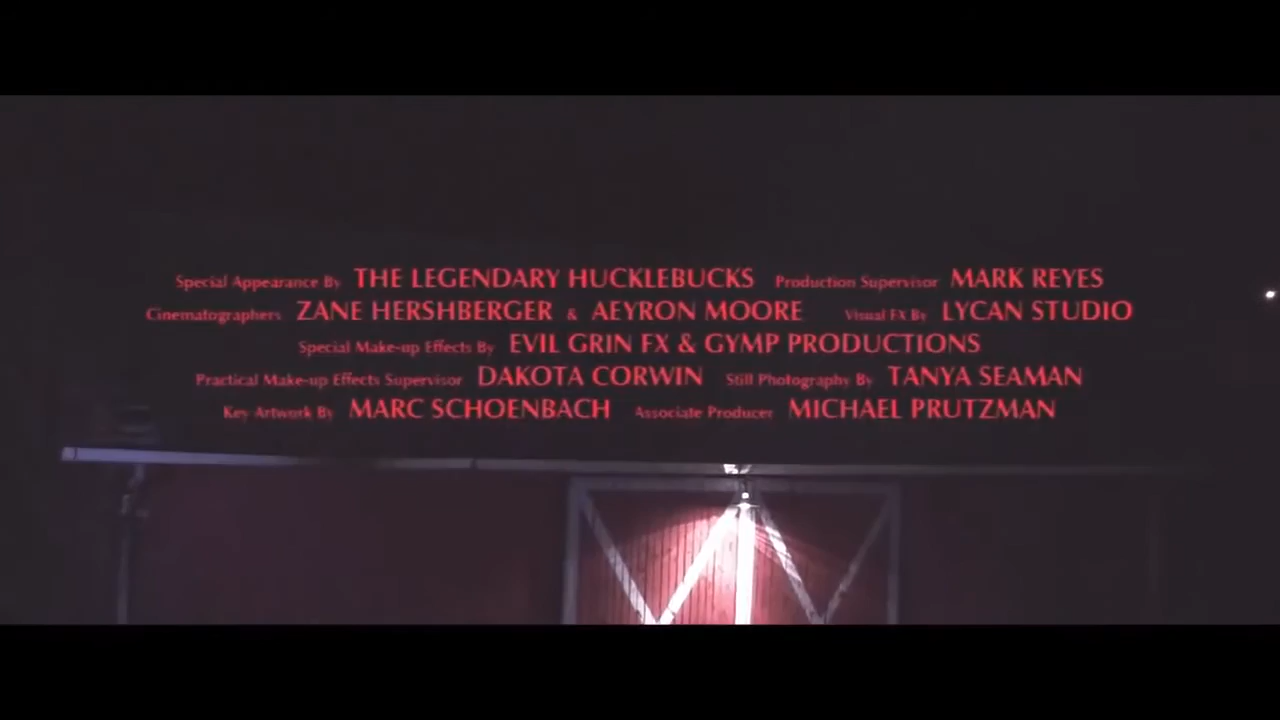 Special Appearance By THE LEGENDARY HUCKLEBUCKS Production Supervisor MARK REYES
Cinematographers ZANE HERSHBERGER & AEYRON MOORE Visual FX By LYCAN STUDIO
Special Make-up Effects By EVIL GRIN FX & GYMP PRODUCTIONS
Practical Make-up Effects Supervisor DAKOTA CORWIN Still Photography By TANYA SEAMAN
Key Artwork By MARC SCHOENBACH Associate Producer MICHAEL PRUTZMAN